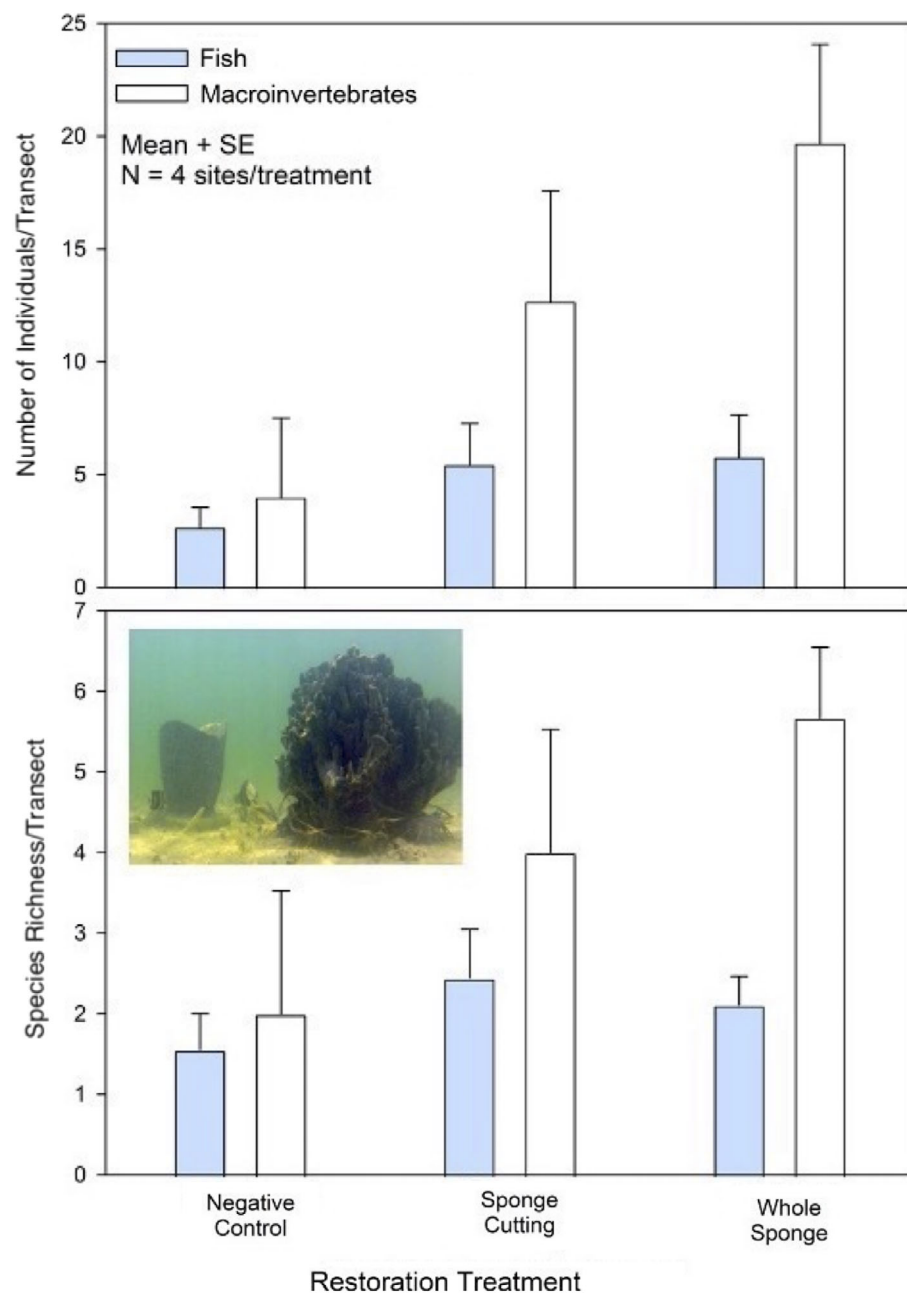 25
Fish
Macroinvertebrates
Mean + SE
N = 4 sites/treatment
20
15
10
5
0
Number of Individuals/Transect
7
6
5
4
3
2
1
0
Species Richness/Transect
Negative
Control
Sponge
Cutting
Whole
Sponge
Restoration Treatment